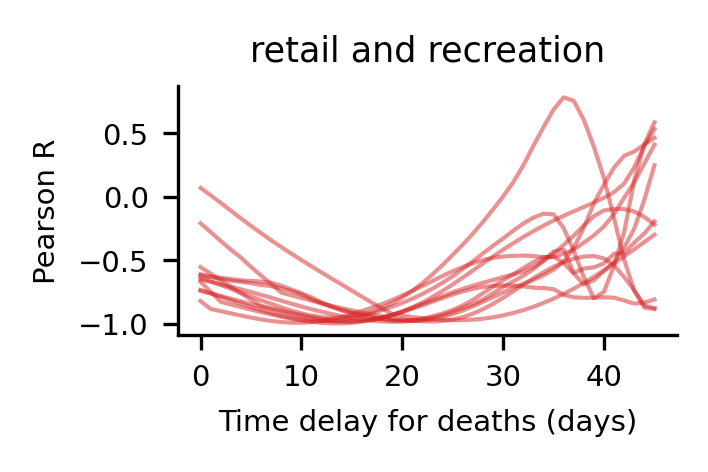 retail and recreation
Pearson R
0.5
0.0
−0.5
−1.0
0 10 20 30 40
Time delay for deaths (days)